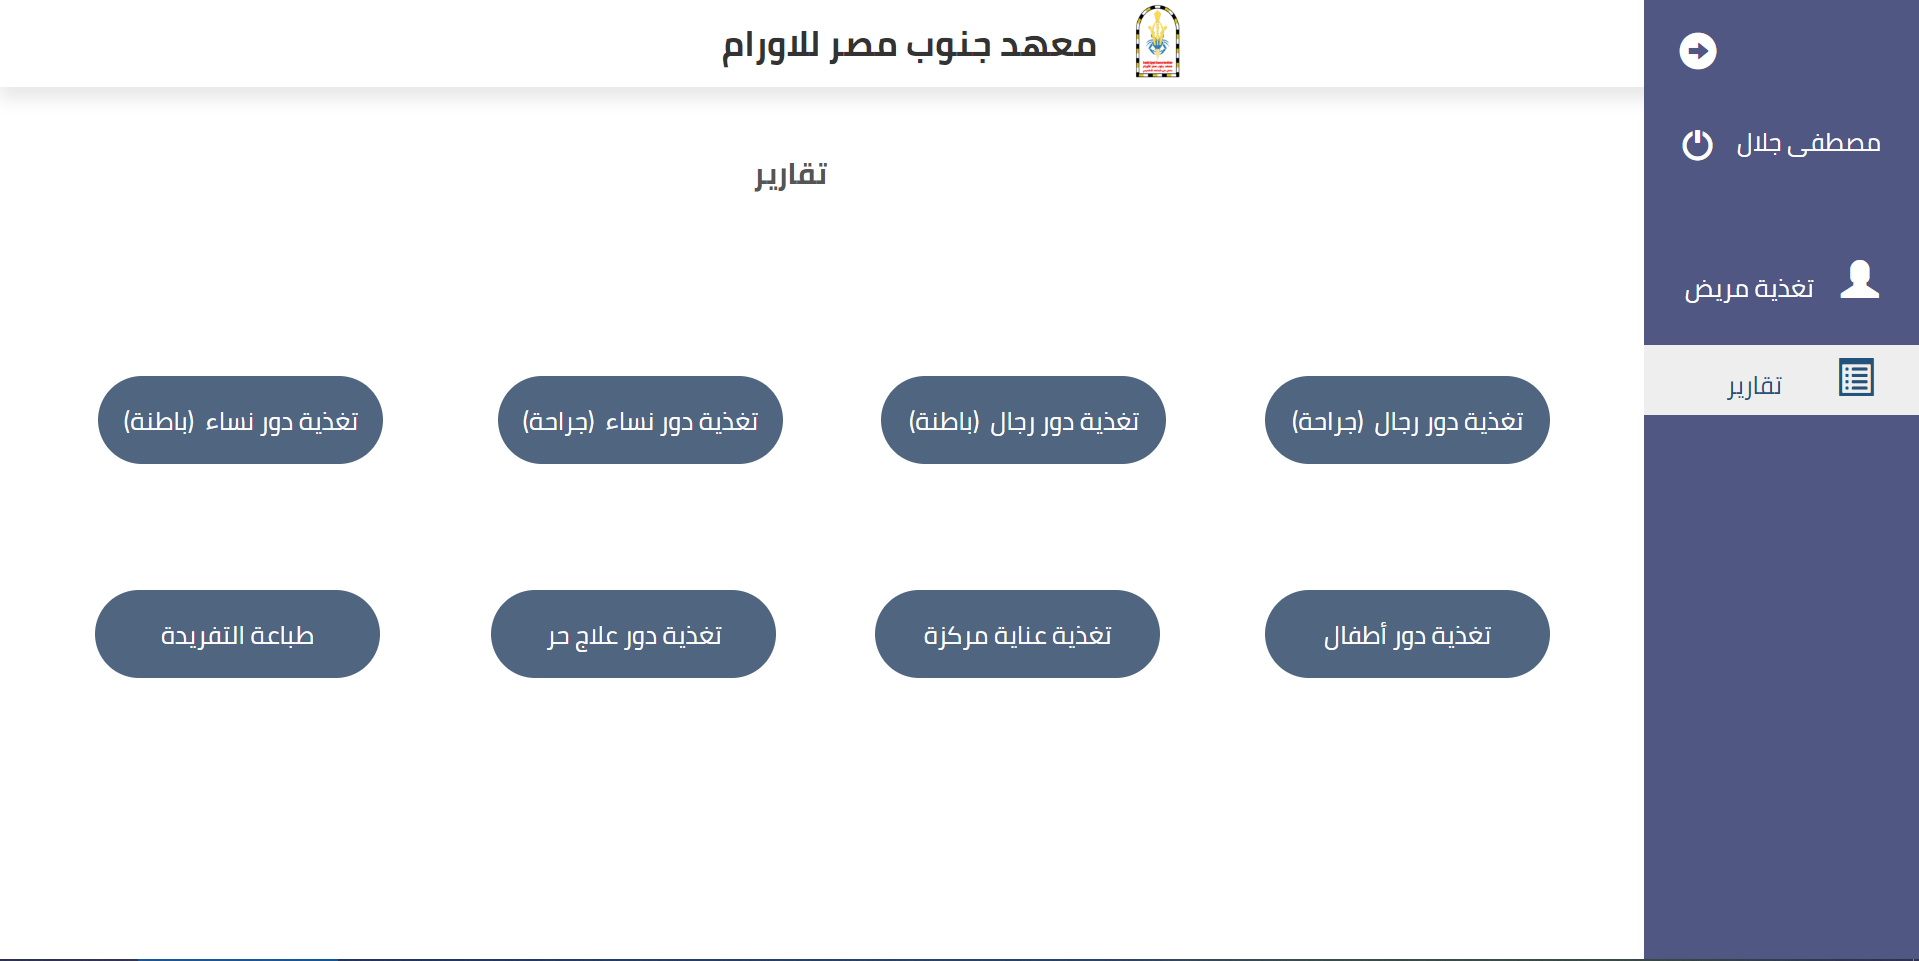 معهد جنوب مصر للاورام
مصطفى جلال
تغذية مريض
تقارير
تقارير
تغذية دور رجال (جراحة)
تغذية دور رجال (باطنة)
تغذية دور نساء (جراحة)
تغذية دور نساء (باطنة)
تغذية دور أطفال
تغذية عناية مركزة
تغذية دور علاج حر
طباعة التفريدة